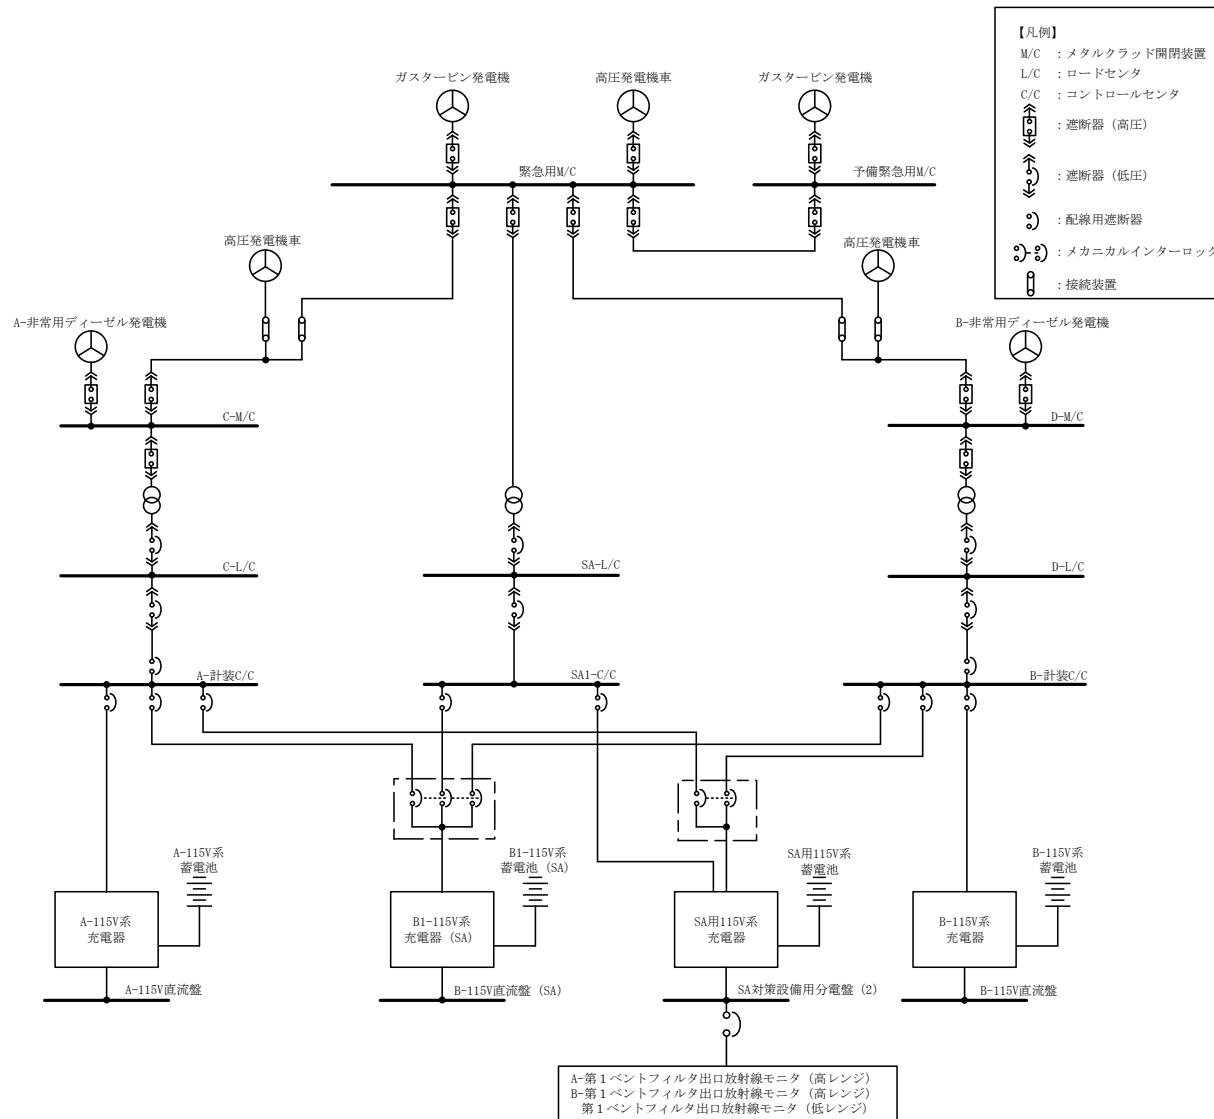 【凡例】
M/C ：メタルクラッド開閉装置
L/C ：ロードセンタ
C/C ：コントロールセンタ
：遮断器（高圧）
：遮断器（低圧）
：配線用遮断器
：メカニカルインターロック
：接続装置
ガスタービン発電機
高圧発電機車
ガスタービン発電機
緊急用M/C
予備緊急用M/C
高圧発電機車
高圧発電機車
A-非常用ディーゼル発電機
B-非常用ディーゼル発電機
C-M/C
D-M/C
C-L/C
SA-L/C
D-L/C
A-計装C/C
SA1-C/C
B-計装C/C
A-115V系
蓄電池
B1-115V系
蓄電池（SA）
SA用115V系
蓄電池
B-115V系
蓄電池
A-115V系
充電器
B1-115V系
充電器（SA）
SA用115V系
充電器
B-115V系
充電器
A-115V直流盤
B-115V直流盤（SA）
SA対策設備用分電盤（2）
B-115V直流盤
A-第１ベントフィルタ出口放射線モニタ（高レンジ）
B-第１ベントフィルタ出口放射線モニタ（高レンジ）
第１ベントフィルタ出口放射線モニタ（低レンジ）